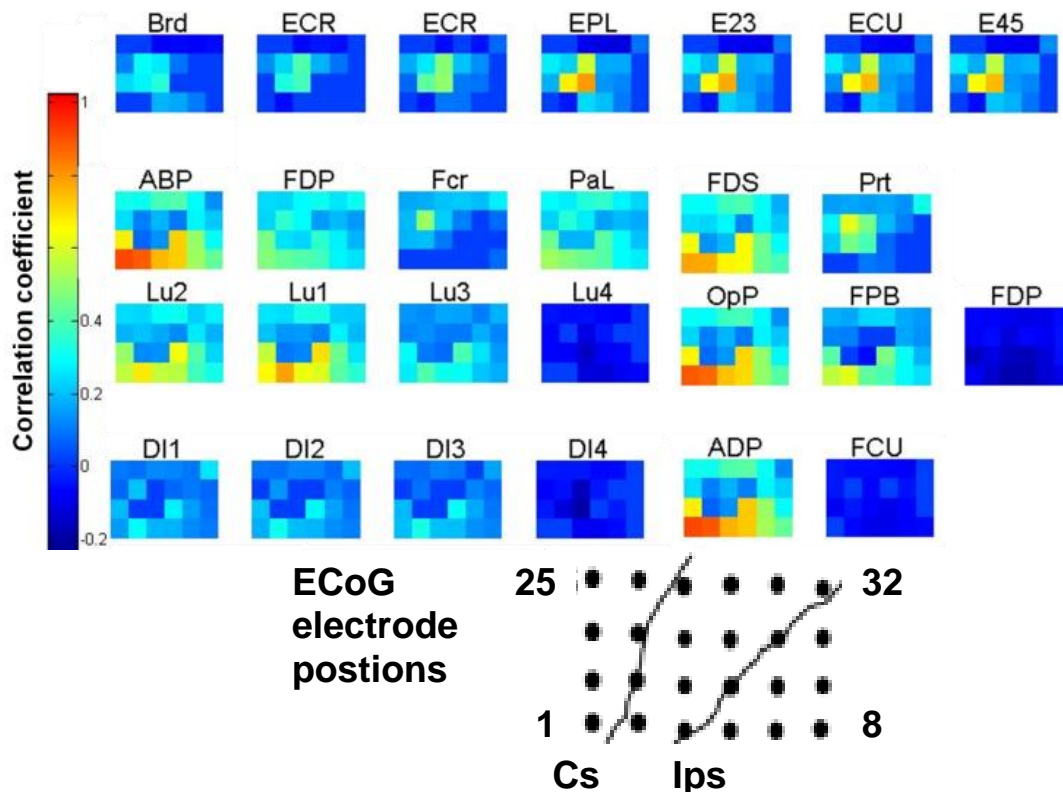 Brd ECR ECR EPL E23 ECU E45
1
ABP FDP Fcr PaL FDS Prt
Correlation coefficient
Lu2 Lu1 Lu3 Lu4 OpP FPB FDP
0.4
0.2
DI1 DI2 DI3 DI4 ADP FCU
0
-0.2
ECoG 25 32
electrode
postions
1 8
Cs Ips